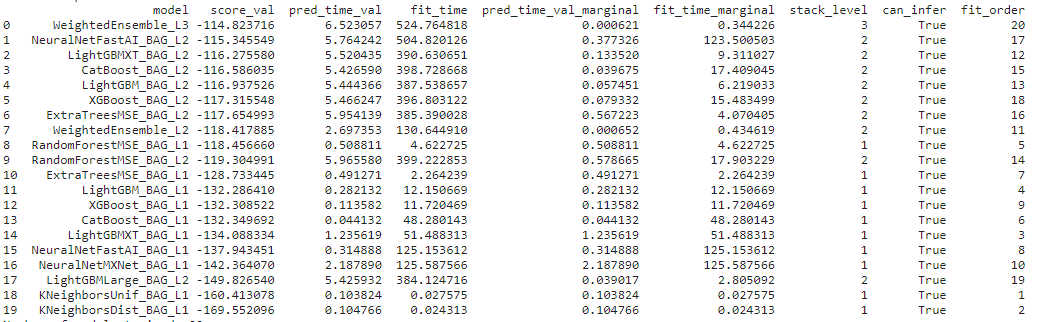 model score_val pred_time_val fit_time pred_time_val_marginal fit_time_marginal stack_level can_infer fit_order
0 WeightedEnsemble_L3 -114.823716 6.523057 524.764818 0.000621 0.344226 3 True 20
1 NeuralNetFastAI_BAG_L2 -115.345549 5.764242 504.820126 0.377326 123.500503 2 True 17
2 LightGBMXT_BAG_L2 -116.275580 5.520435 390.630651 0.133520 9.311027 2 True 12
3 CatBoost_BAG_L2 -116.586035 5.426590 398.728668 0.039675 17.409045 2 True 15
4 LightGBM_BAG_L2 -116.937526 5.444366 387.538657 0.057451 6.219033 2 True 13
5 XGBoost_BAG_L2 -117.315548 5.466247 396.803122 0.079332 15.483499 2 True 18
6 ExtraTreesMSE_BAG_L2 -117.654993 5.954139 385.390028 0.567223 4.070405 2 True 16
7 WeightedEnsemble_L2 -118.417885 2.697353 130.644910 0.000652 0.434619 2 True 11
8 RandomForestMSE_BAG_L1 -118.456660 0.508811 4.622725 0.508811 4.622725 1 True 5
9 RandomForestMSE_BAG_L2 -119.304991 5.965580 399.222853 0.578665 17.903229 2 True 14
10 ExtraTreesMSE_BAG_L1 -128.733445 0.491271 2.264239 0.491271 2.264239 1 True 7
11 LightGBM_BAG_L1 -132.286410 0.282132 12.150669 0.282132 12.150669 1 True 4
12 XGBoost_BAG_L1 -132.308522 0.113582 11.720469 0.113582 11.720469 1 True 9
13 CatBoost_BAG_L1 -132.349692 0.044132 48.280143 0.044132 48.280143 1 True 6
14 LightGBMXT_BAG_L1 -134.088334 1.235619 51.488313 1.235619 51.488313 1 True 3
15 NeuralNetFastAI_BAG_L1 -137.943451 0.314888 125.153612 0.314888 125.153612 1 True 8
16 NeuralNetMXNet_BAG_L1 -142.364070 2.187890 125.587566 2.187890 125.587566 1 True 10
17 LightGBMLarge_BAG_L2 -149.826540 5.425932 384.124716 0.039017 2.805092 2 True 19
18 KNeighborsUnif_BAG_L1 -160.413078 0.103824 0.027575 0.103824 0.027575 1 True 1
19 KNeighborsDist_BAG_L1 -169.552096 0.104766 0.024313 0.104766 0.024313 1 True 2